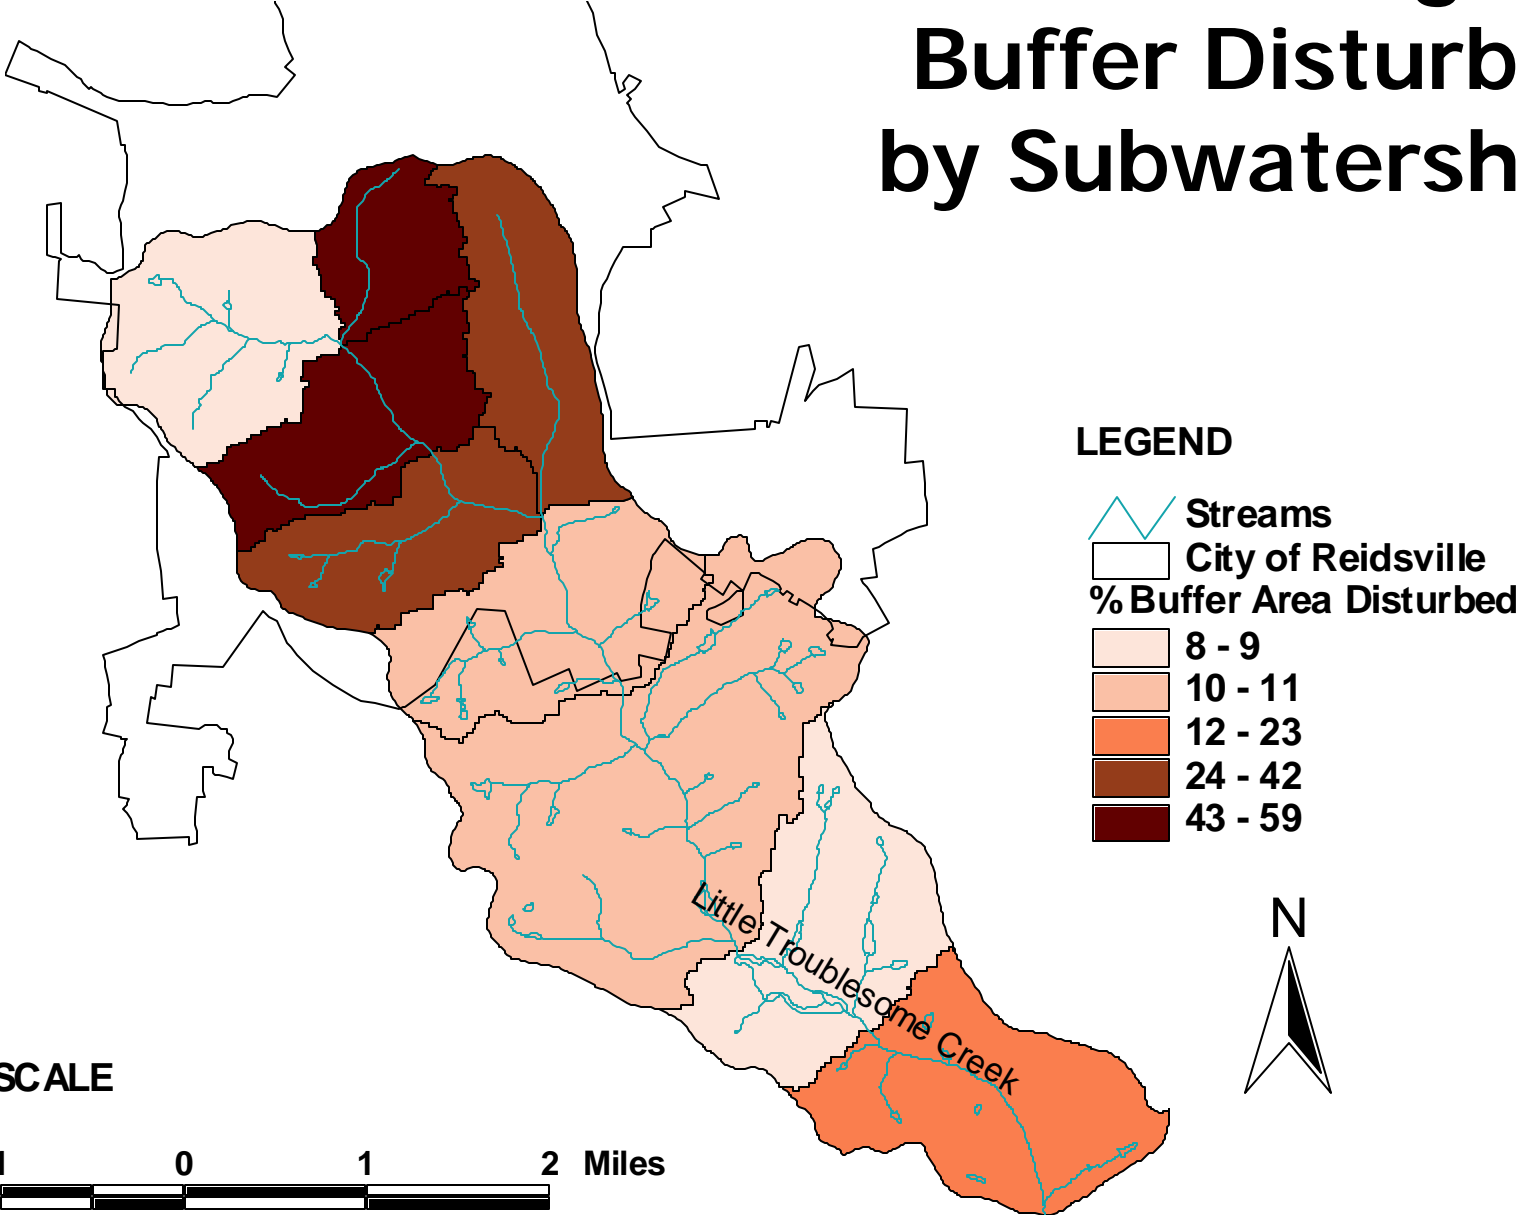 Buffer Disturb
by Subwatersh
LEGEND
Streams
City of Reidsville
% Buffer Area Disturbed
8 - 9
10 - 11
12 - 23
24 - 42
43 - 59
N
Little Troublesome Creek
SCALE
1 0 1 2 Miles